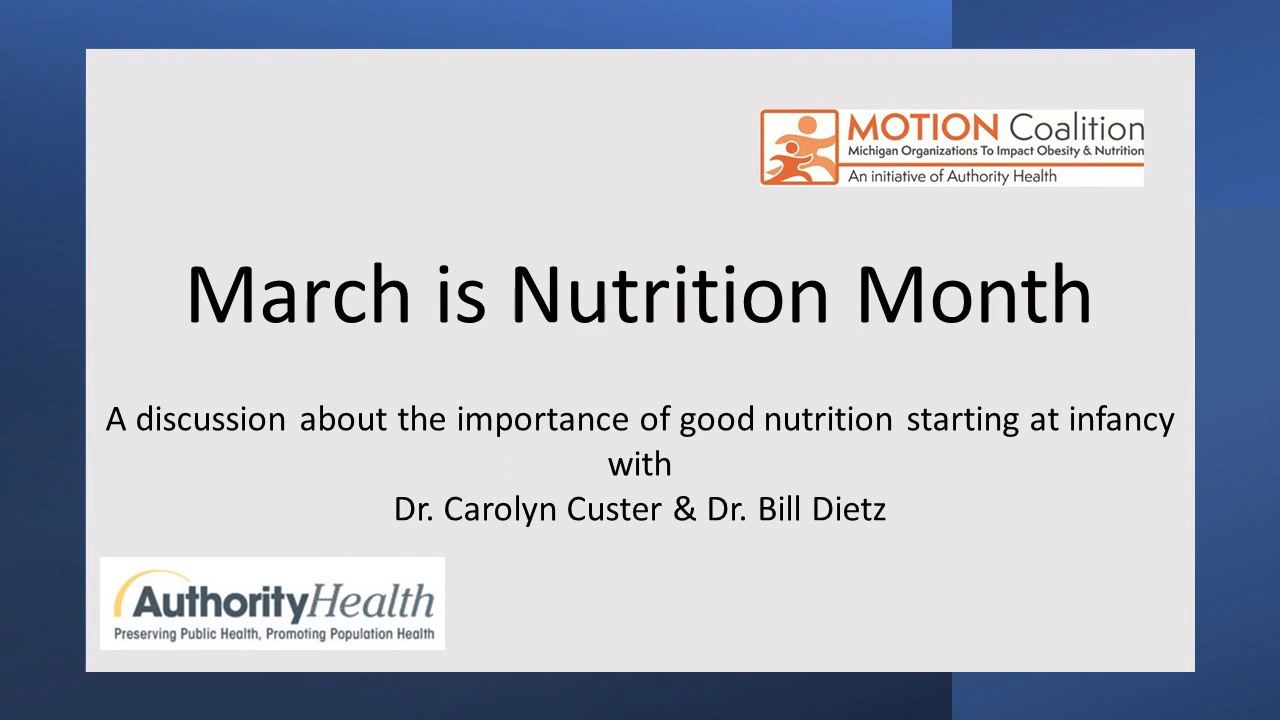 MOTION Coalition
Michigan Organizations To Impact Obesity & Nutrition
An initiative of Authority Health
March is Nutrition Month
A discussion about the importance of good nutrition starting at infancy
with
Dr. Carolyn Custer & Dr. Bill Dietz
AuthorityHealth
Preserving Public Health, Promoting Population Health